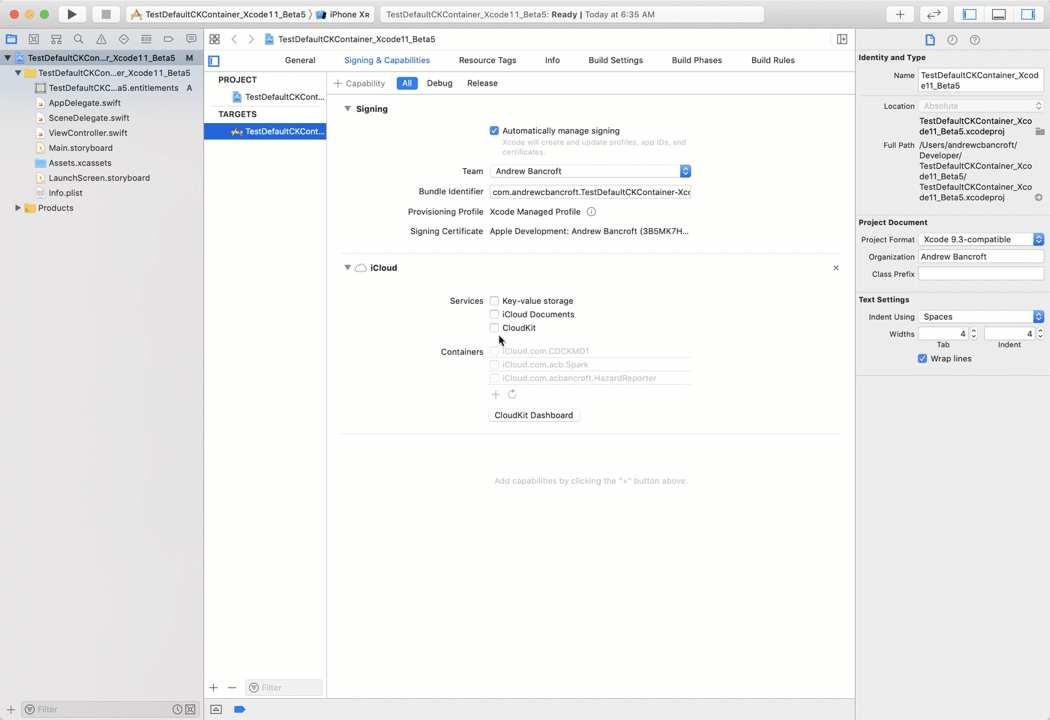 TestDefaultCKContainer_Xcode11_Beta5 〉 iPhone Xʀ
TestDefaultCKContainer_Xcode11_Beta5: Ready | Today at 6:35 AM
TestDefaultCKCon...r_Xcode11_Beta5 M
TestDefaultCKCon...er_Xcode11_Beta5
TestDefaultCKC...a5.entitlements A
AppDelegate.swift
SceneDelegate.swift
ViewController.swift
Main.storyboard
Assets.xcassets
LaunchScreen.storyboard
Info.plist
Products
Filter
TestDefaultCKContainer_Xcode11_Beta5
General Signing & Capabilities Resource Tags Info Build Settings Build Phases Build Rules
PROJECT
TestDefaultCKCont...
TARGETS
TestDefaultCKCont...
Filter
+ Capability All Debug Release
Signing
Automatically manage signing
Xcode will create and update profiles, app IDs, and
certificates.
Team Andrew Bancroft
Bundle Identifier com.andrewcbancroft.TestDefaultCKContainer-Xco
Provisioning Profile Xcode Managed Profile
Signing Certificate Apple Development: Andrew Bancroft (3B5MK7H...
iCloud
Services Key-value storage
iCloud Documents
CloudKit
Containers iCloud.com.CDCKMD1
iCloud.com.acb.Spark
iCloud.com.acbancroft.HazardReporter
CloudKit Dashboard
Add capabilities by clicking the "+" button above.
Identity and Type
Name TestDefaultCKContainer_Xcod
e11_Beta5
Location Absolute
TestDefaultCKContainer_Xco
de11_Beta5.xcodeproj
Full Path /Users/andrewcbancroft/
Developer/
TestDefaultCKContainer_Xco
de11_Beta5/
TestDefaultCKContainer_Xco
de11_Beta5.xcodeproj
Project Document
Project Format Xcode 9.3-compatible
Organization Andrew Bancroft
Class Prefix
Text Settings
Indent Using Spaces
Widths 4 4
Tab Indent
Wrap lines